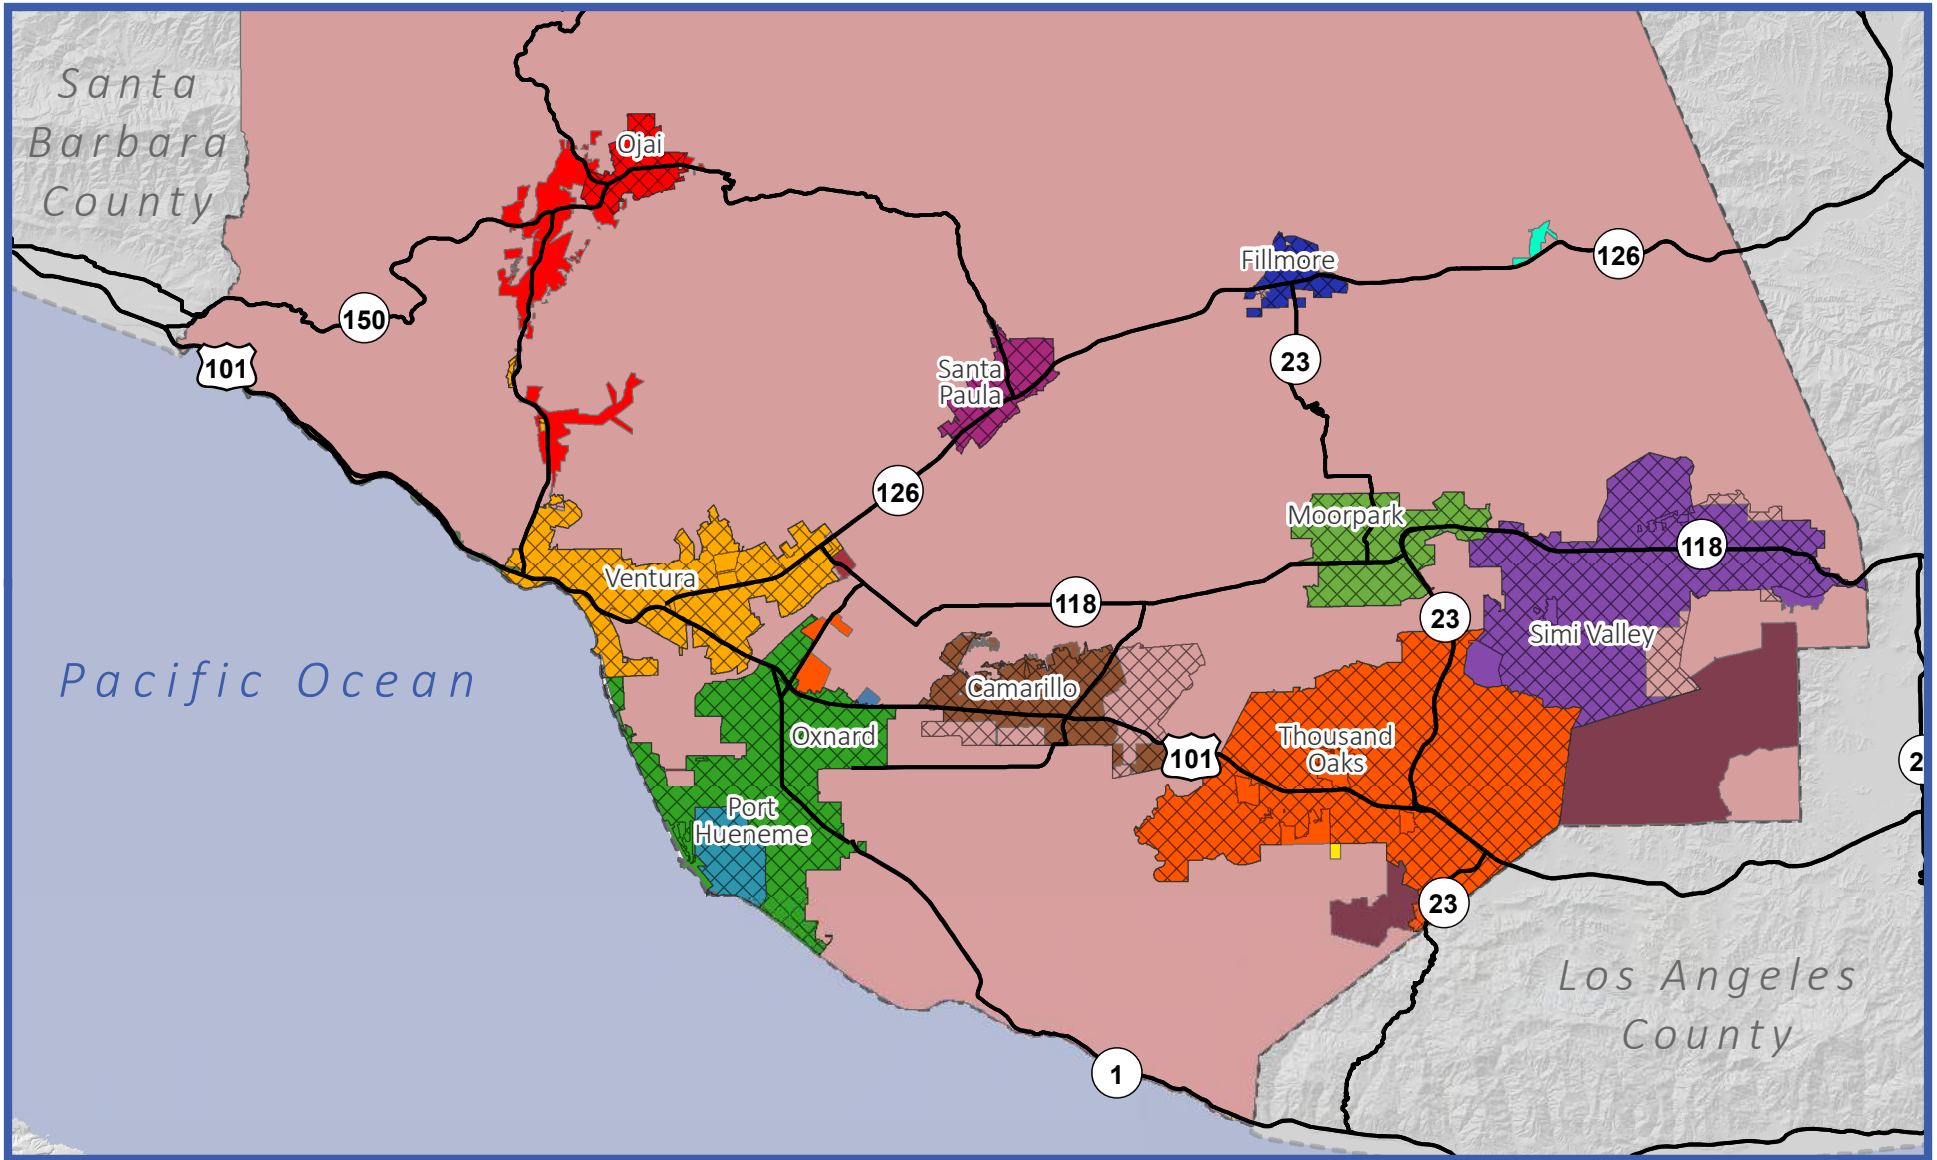 Santa
Barbara
County
Ojai
150
101
Fillmore
126
23
Santa
Paula
126
Moorpark
118
Ventura
118
23
Simi Valley
Pacific Ocean
Camarillo
Oxnard
Thousand
Oaks
101
2
Port
Hueneme
23
Los Angeles
County
1